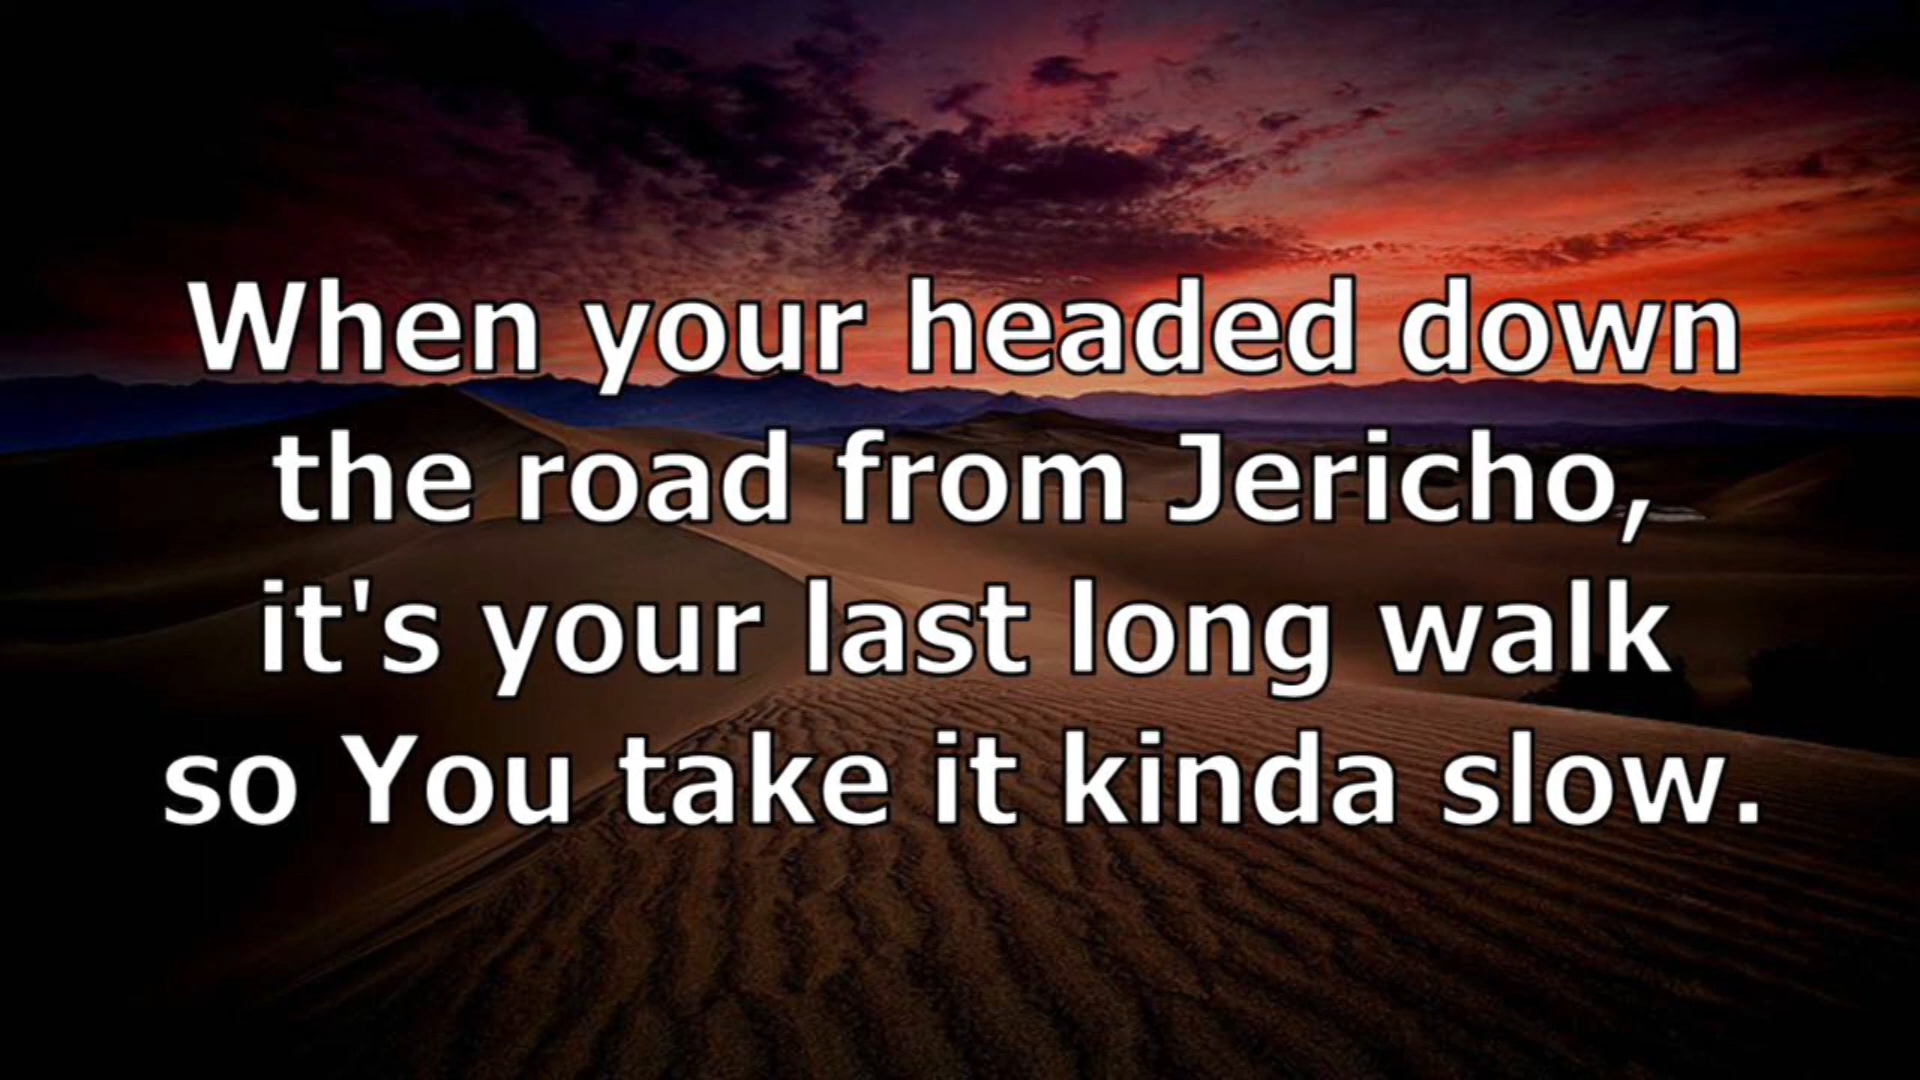 When your headed down
the road from Jericho,
it's your last long walk
so You take it kinda slow.